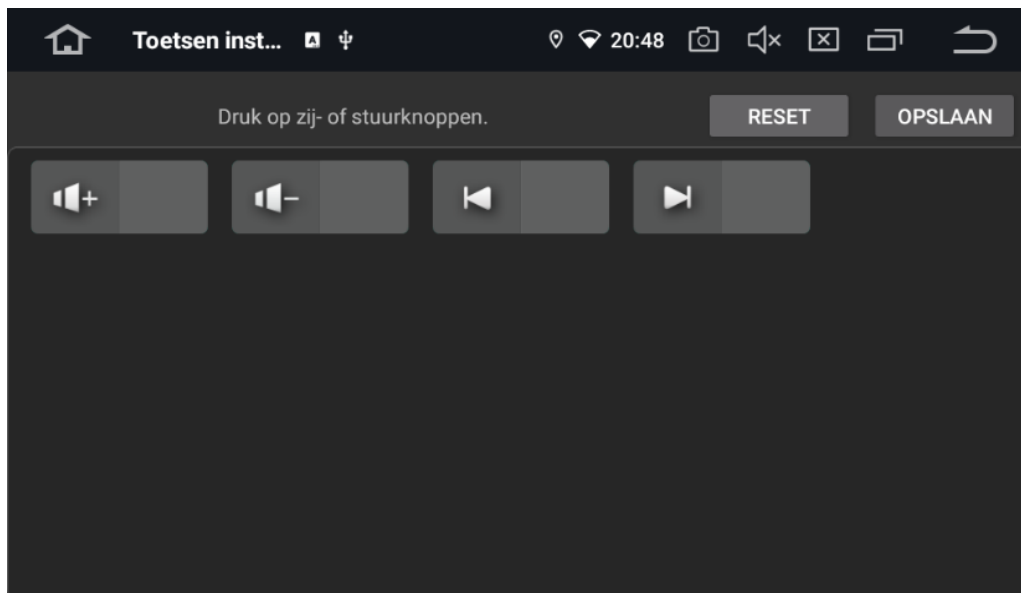 Toetsen inst... 20:48
Druk op zij- of stuurknoppen. RESET OPSLAAN